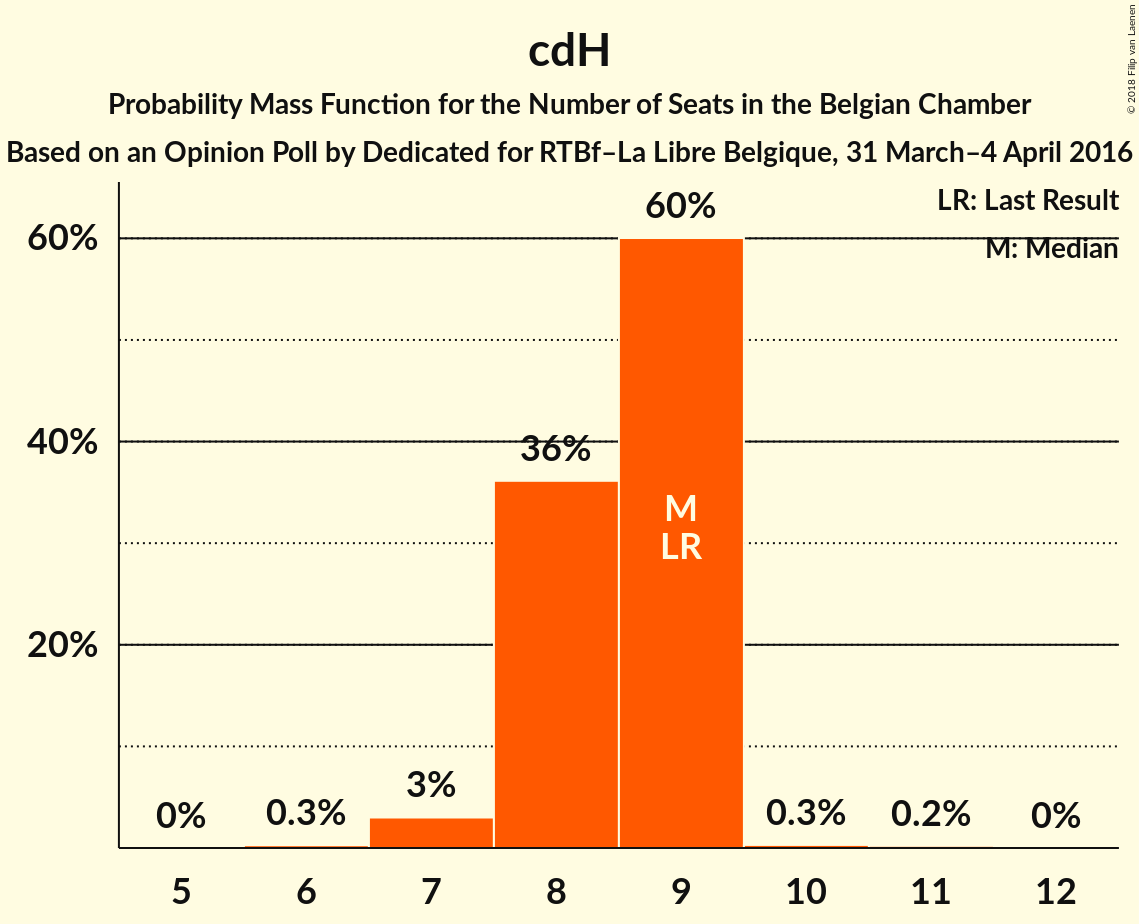 cdH
Probability Mass Function for the Number of Seats in the Belgian Chamber
Based on an Opinion Poll by Dedicated for RTBf–La Libre Belgique, 31 March–4 April 2016
© 2018 Filip van Laenen
LR: Last Result
M: Median
60%
40%
20%
0%
0.3%
3%
36%
60%
0.3%
0.2%
0%
M
LR
5 6 7 8 9 10 11 12